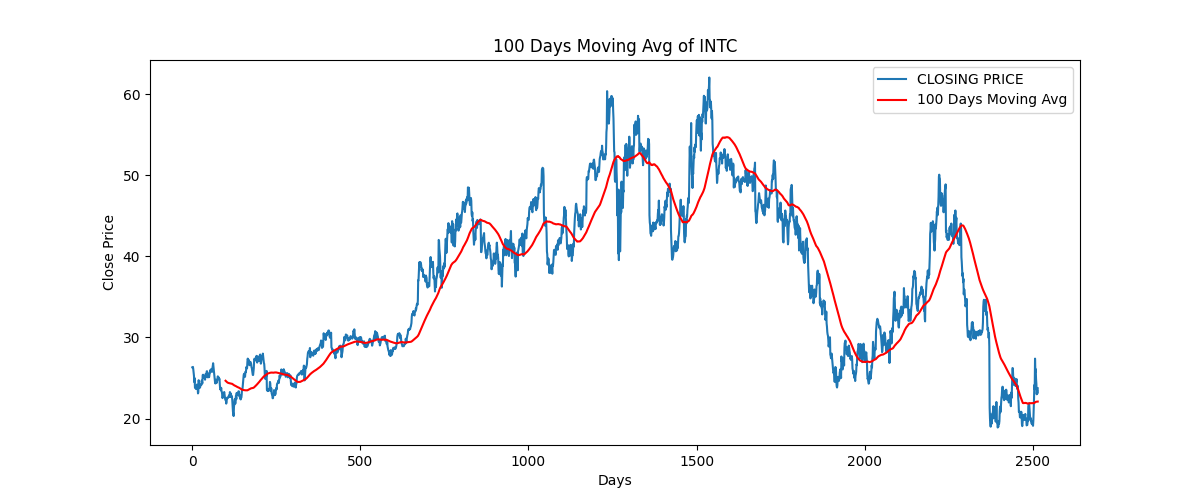 100 Days Moving Avg of INTC
CLOSING PRICE
100 Days Moving Avg
Close Price
60
50
40
30
20
0
500
1000
1500
2000
2500
Days